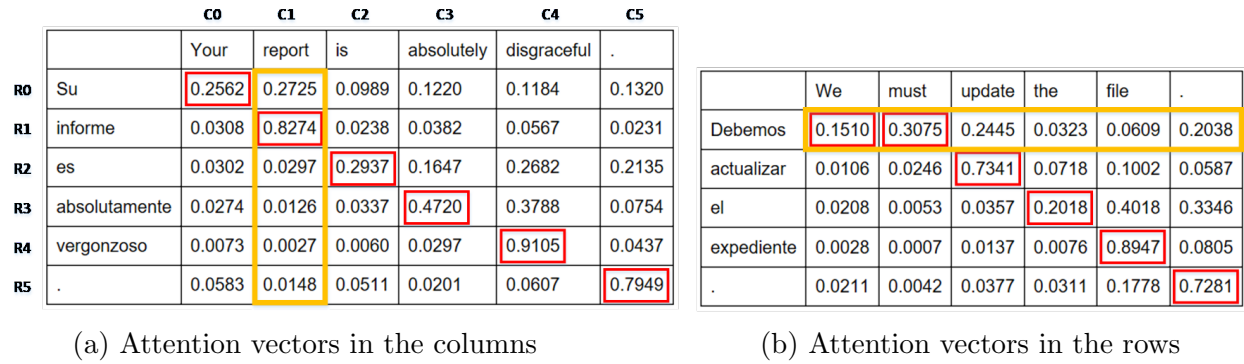 C0 C1 C2 C3 C4 C5
Your report is absolutely disgraceful .
R0 Su 0.2562 0.2725 0.0989 0.1220 0.1184 0.1320
R1 informe 0.0308 0.8274 0.0238 0.0382 0.0567 0.0231
R2 es 0.0302 0.0297 0.2937 0.1647 0.2682 0.2135
R3 absolutamente 0.0274 0.0126 0.0337 0.4720 0.3788 0.0754
R4 vergonzoso 0.0073 0.0027 0.0060 0.0297 0.9105 0.0437
R5 . 0.0583 0.0148 0.0511 0.0201 0.0607 0.7949
(a) Attention vectors in the columns
We must update the file .
Debemos 0.1510 0.3075 0.2445 0.0323 0.0609 0.2038
actualizar 0.0106 0.0246 0.7341 0.0718 0.1002 0.0587
el 0.0208 0.0053 0.0357 0.2018 0.4018 0.3346
expediente 0.0028 0.0007 0.0137 0.0076 0.8947 0.0805
. 0.0211 0.0042 0.0377 0.0311 0.1778 0.7281
(b) Attention vectors in the rows